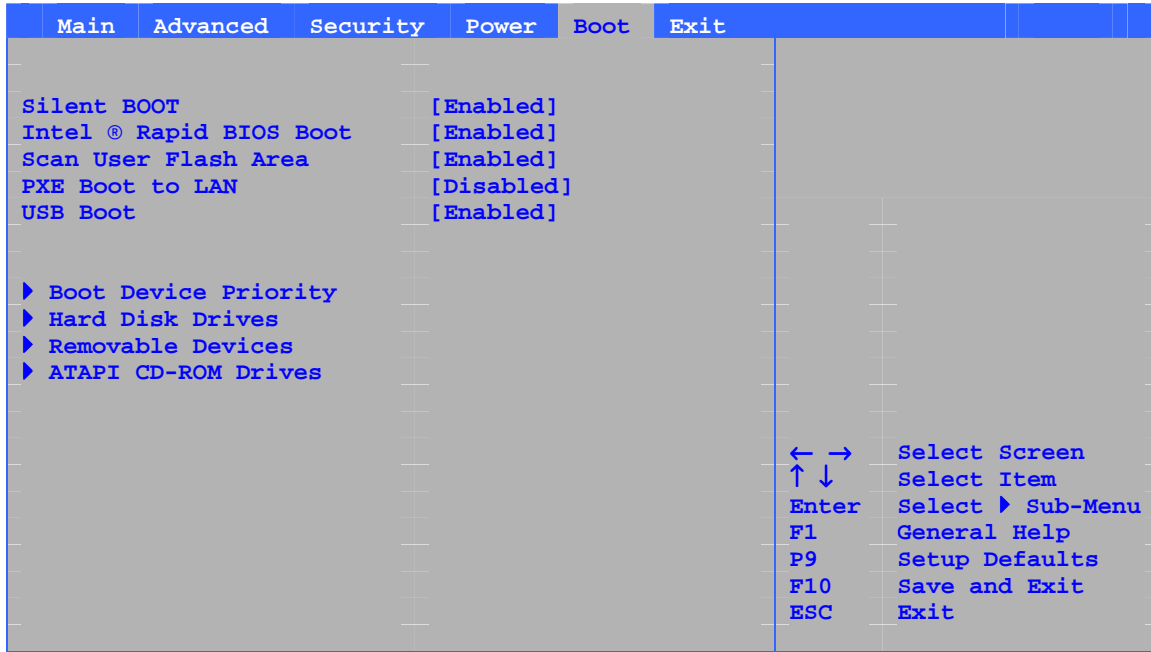 Main Advanced Security Power Boot Exit
Silent BOOT [Enabled]
Intel ® Rapid BIOS Boot [Enabled]
Scan User Flash Area [Enabled]
PXE Boot to LAN [Disabled]
USB Boot [Enabled]
Boot Device Priority
Hard Disk Drives
Removable Devices
ATAPI CD-ROM Drives
← → Select Screen
↑ ↓ Select Item
Enter Select Sub-Menu
F1 General Help
P9 Setup Defaults
F10 Save and Exit
ESC Exit